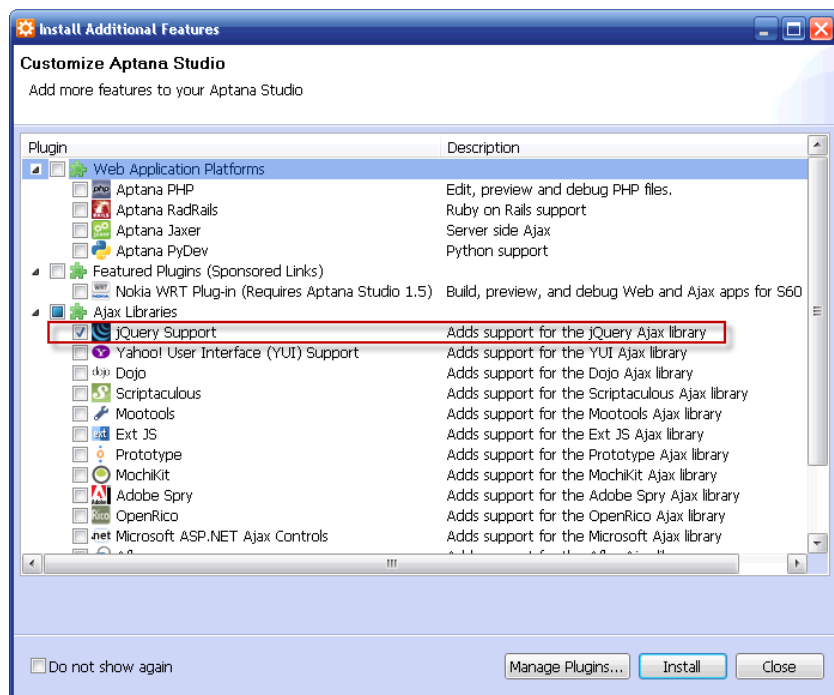 Install Additional Features
Customize Aptana Studio
Add more features to your Aptana Studio
Plugin Description
Web Application Platforms
php Aptana PHP Edit, preview and debug PHP files.
RAILS Aptana RadRails Ruby on Rails support
Aptana Jaxer Server side Ajax
Aptana PyDev Python support
Featured Plugins (Sponsored Links)
WRT Nokia WRT Plug-in (Requires Aptana Studio 1.5) Build, preview, and debug Web and Ajax apps for S60
Ajax Libraries
jQuery Support Adds support for the jQuery Ajax library
Yahoo! User Interface (YUI) Support Adds support for the YUI Ajax library
dojo Dojo Adds support for the Dojo Ajax library
Scriptaculous Adds support for the Scriptaculous Ajax library
Mootools Adds support for the Mootools Ajax library
ext Ext JS Adds support for the Ext JS Ajax library
Prototype Adds support for the Prototype Ajax library
MochiKit Adds support for the MochiKit Ajax library
Adobe Adobe Spry Adds support for the Adobe Spry Ajax library
Rico OpenRico Adds support for the OpenRico Ajax library
.net Microsoft ASP.NET Ajax Controls Adds support for the Microsoft Ajax library
Do not show again Manage Plugins... Install Close